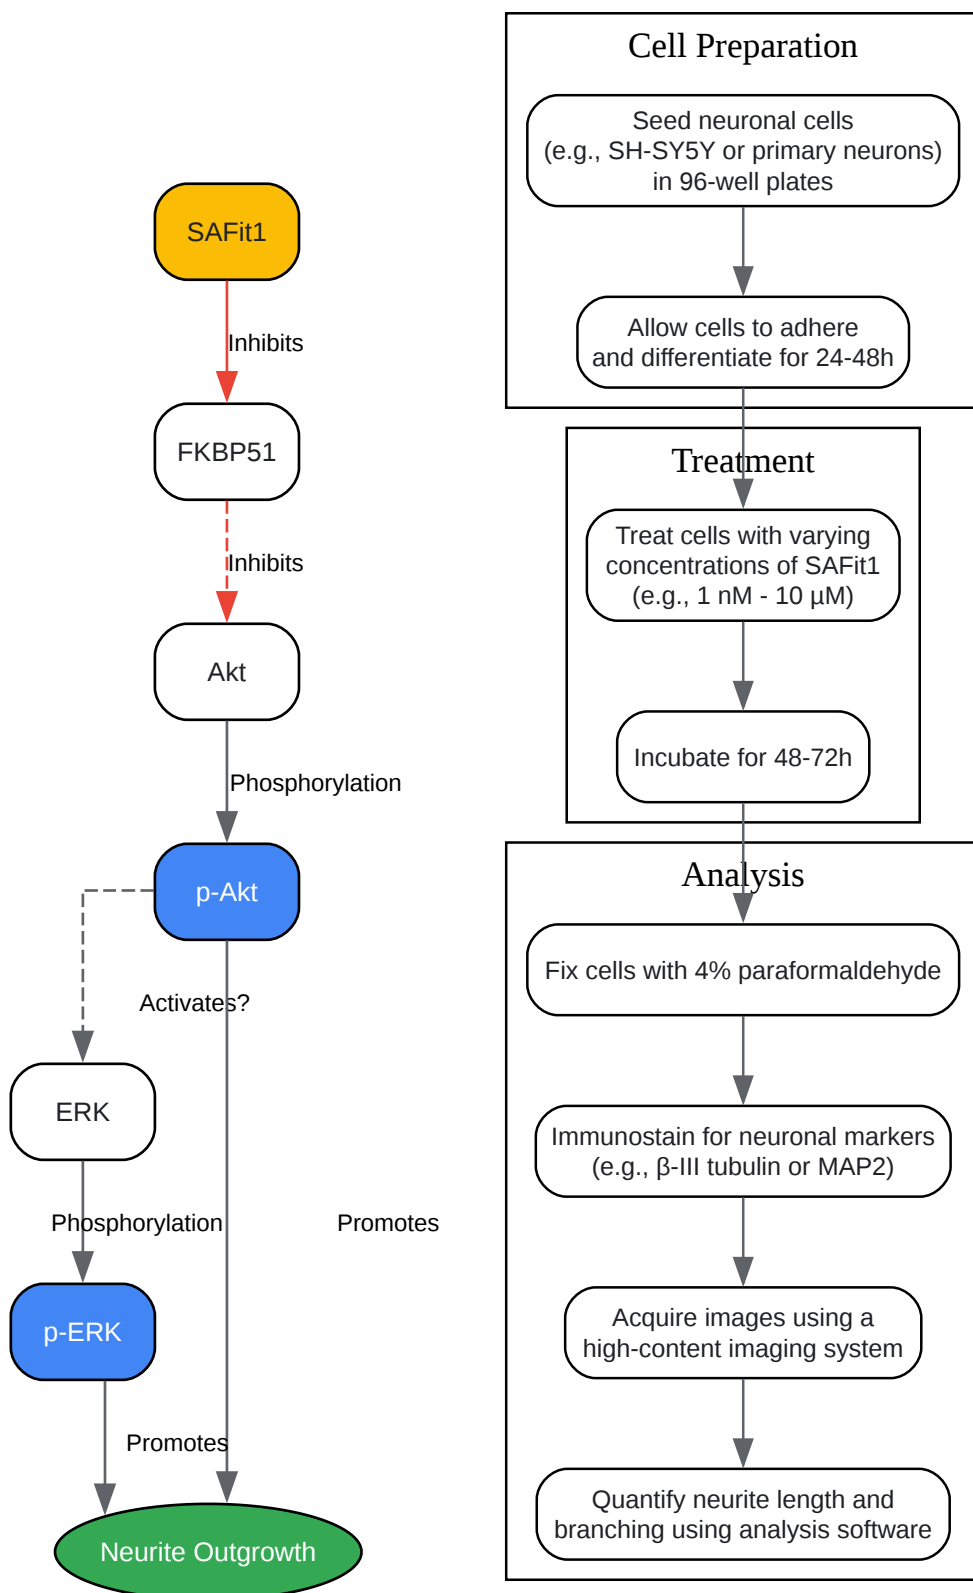 SAFit1
Inhibits
FKBP51
Inhibits
Akt
Phosphorylation
p-Akt
Activates?
ERK
Phosphorylation
Promotes
p-ERK
Promotes
Neurite Outgrowth
Cell Preparation
Seed neuronal cells
(e.g., SH-SY5Y or primary neurons)
in 96-well plates
Allow cells to adhere
and differentiate for 24-48h
Treatment
Treat cells with varying
concentrations of SAFit1
(e.g., 1 nM - 10 µM)
Incubate for 48-72h
Analysis
Fix cells with 4% paraformaldehyde
Immunostain for neuronal markers
(e.g., β-III tubulin or MAP2)
Acquire images using a
high-content imaging system
Quantify neurite length and
branching using analysis software